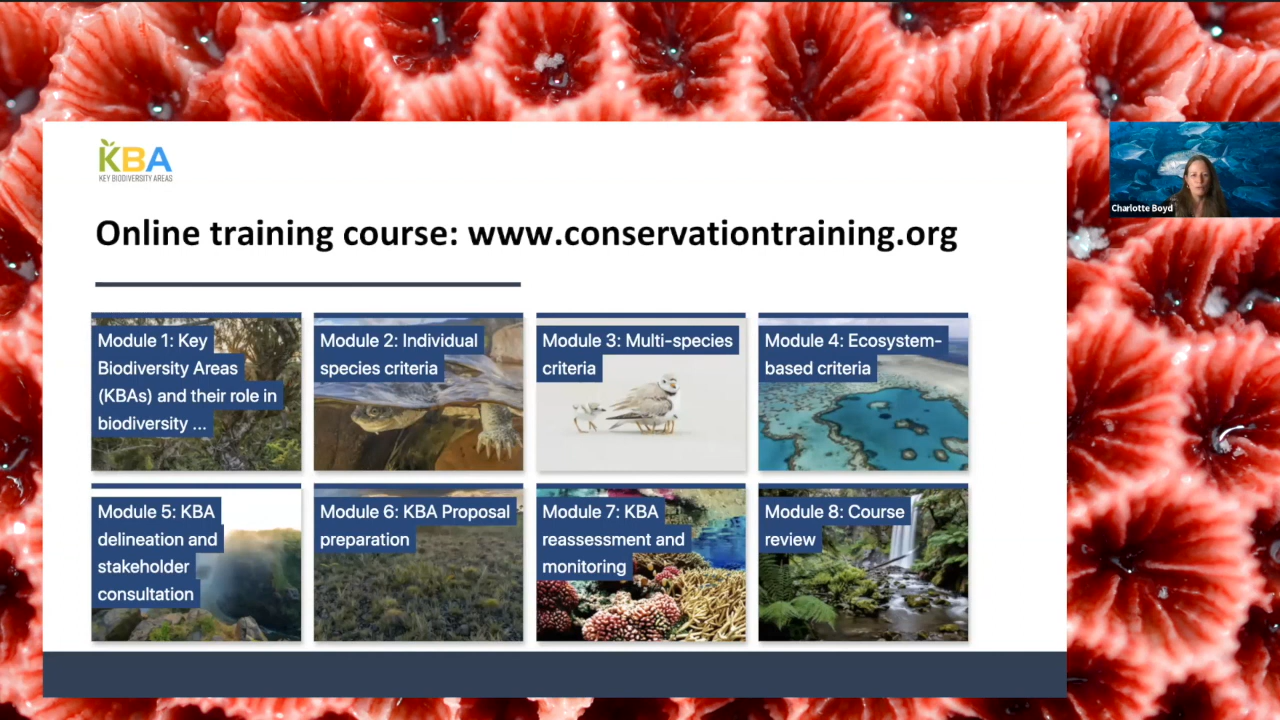 KBA
KEY BIODIVERSITY AREAS
Charlotte Boyd
Online training course: www.conservationtraining.org
Module 1: Key
Biodiversity Areas
(KBAs) and their role in
biodiversity ...
Module 2: Individual
species criteria
Module 3: Multi-species
criteria
Module 4: Ecosystem-
based criteria
Module 5: KBA
delineation and
stakeholder
consultation
Module 6: KBA Proposal
preparation
Module 7: KBA
reassessment and
monitoring
Module 8: Course
review